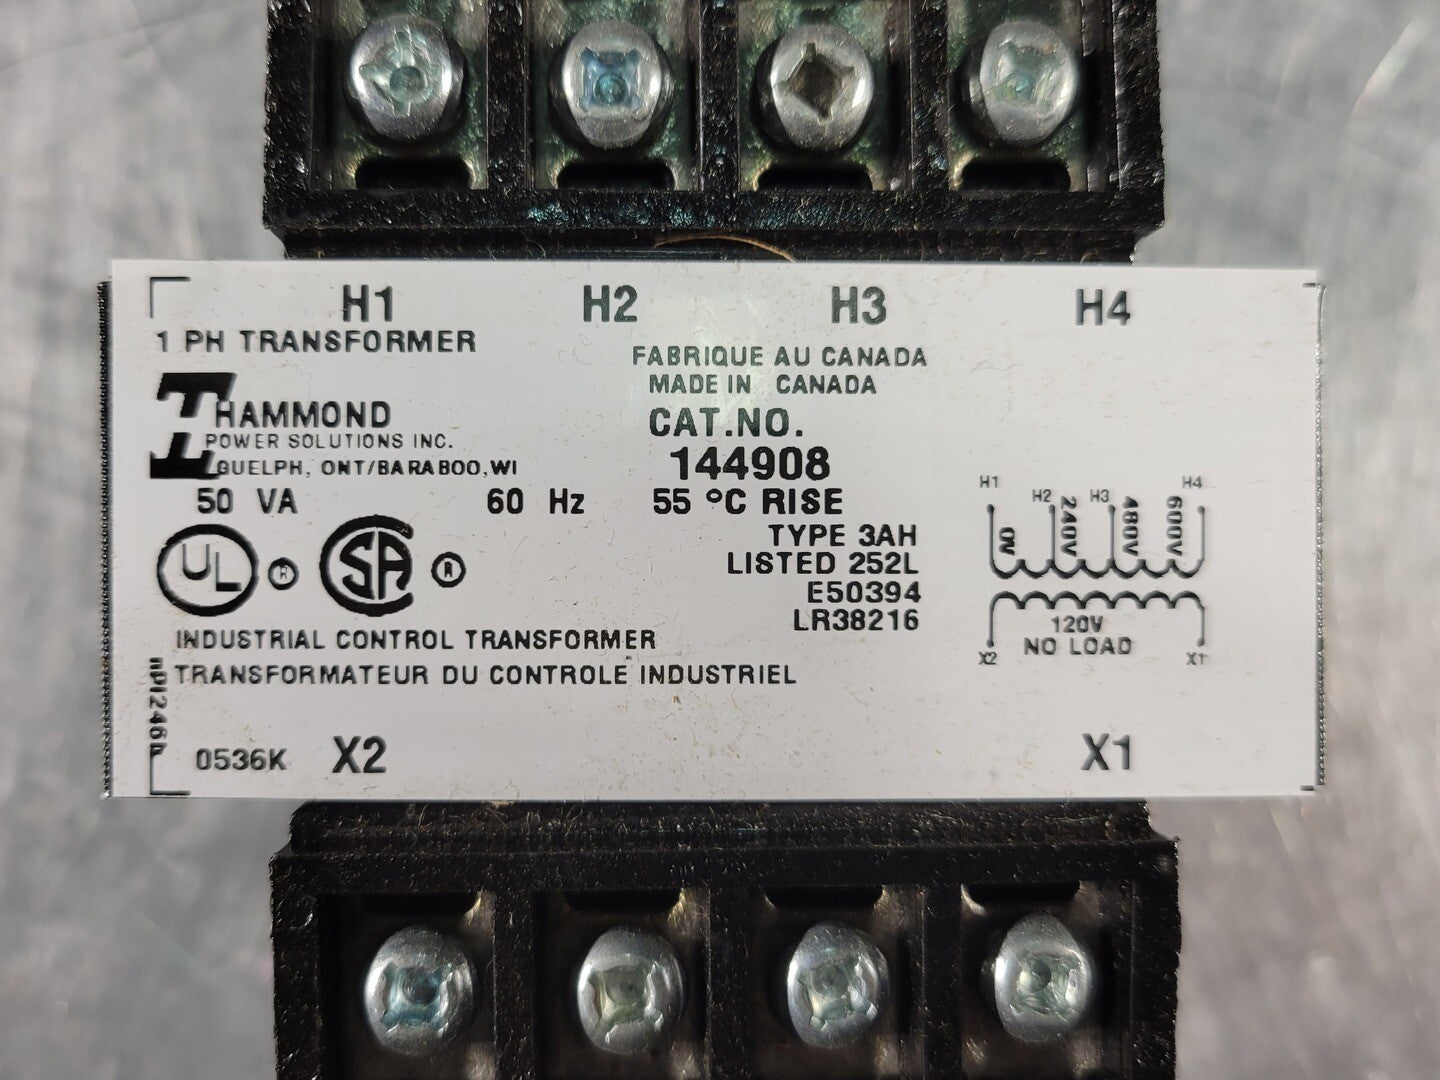 H1 H2 H3 H4
1 PH TRANSFORMER
FABRIQUE AU CANADA
MADE IN CANADA
HAMMOND
POWER SOLUTIONS INC.
GUELPH, ONT/BARABOO, WI
CAT.NO.
144908
50 VA 60 Hz 55 °C RISE
UL ® SA ®
TYPE 3AH
LISTED 252L
E50394
LR38216
INDUSTRIAL CONTROL TRANSFORMER
TRANSFORMATEUR DU CONTROLE INDUSTRIEL
H1 H2 H3 H4
0V 240V 480V 600V
120V
NO LOAD
X2 X1
0536K X2 X1